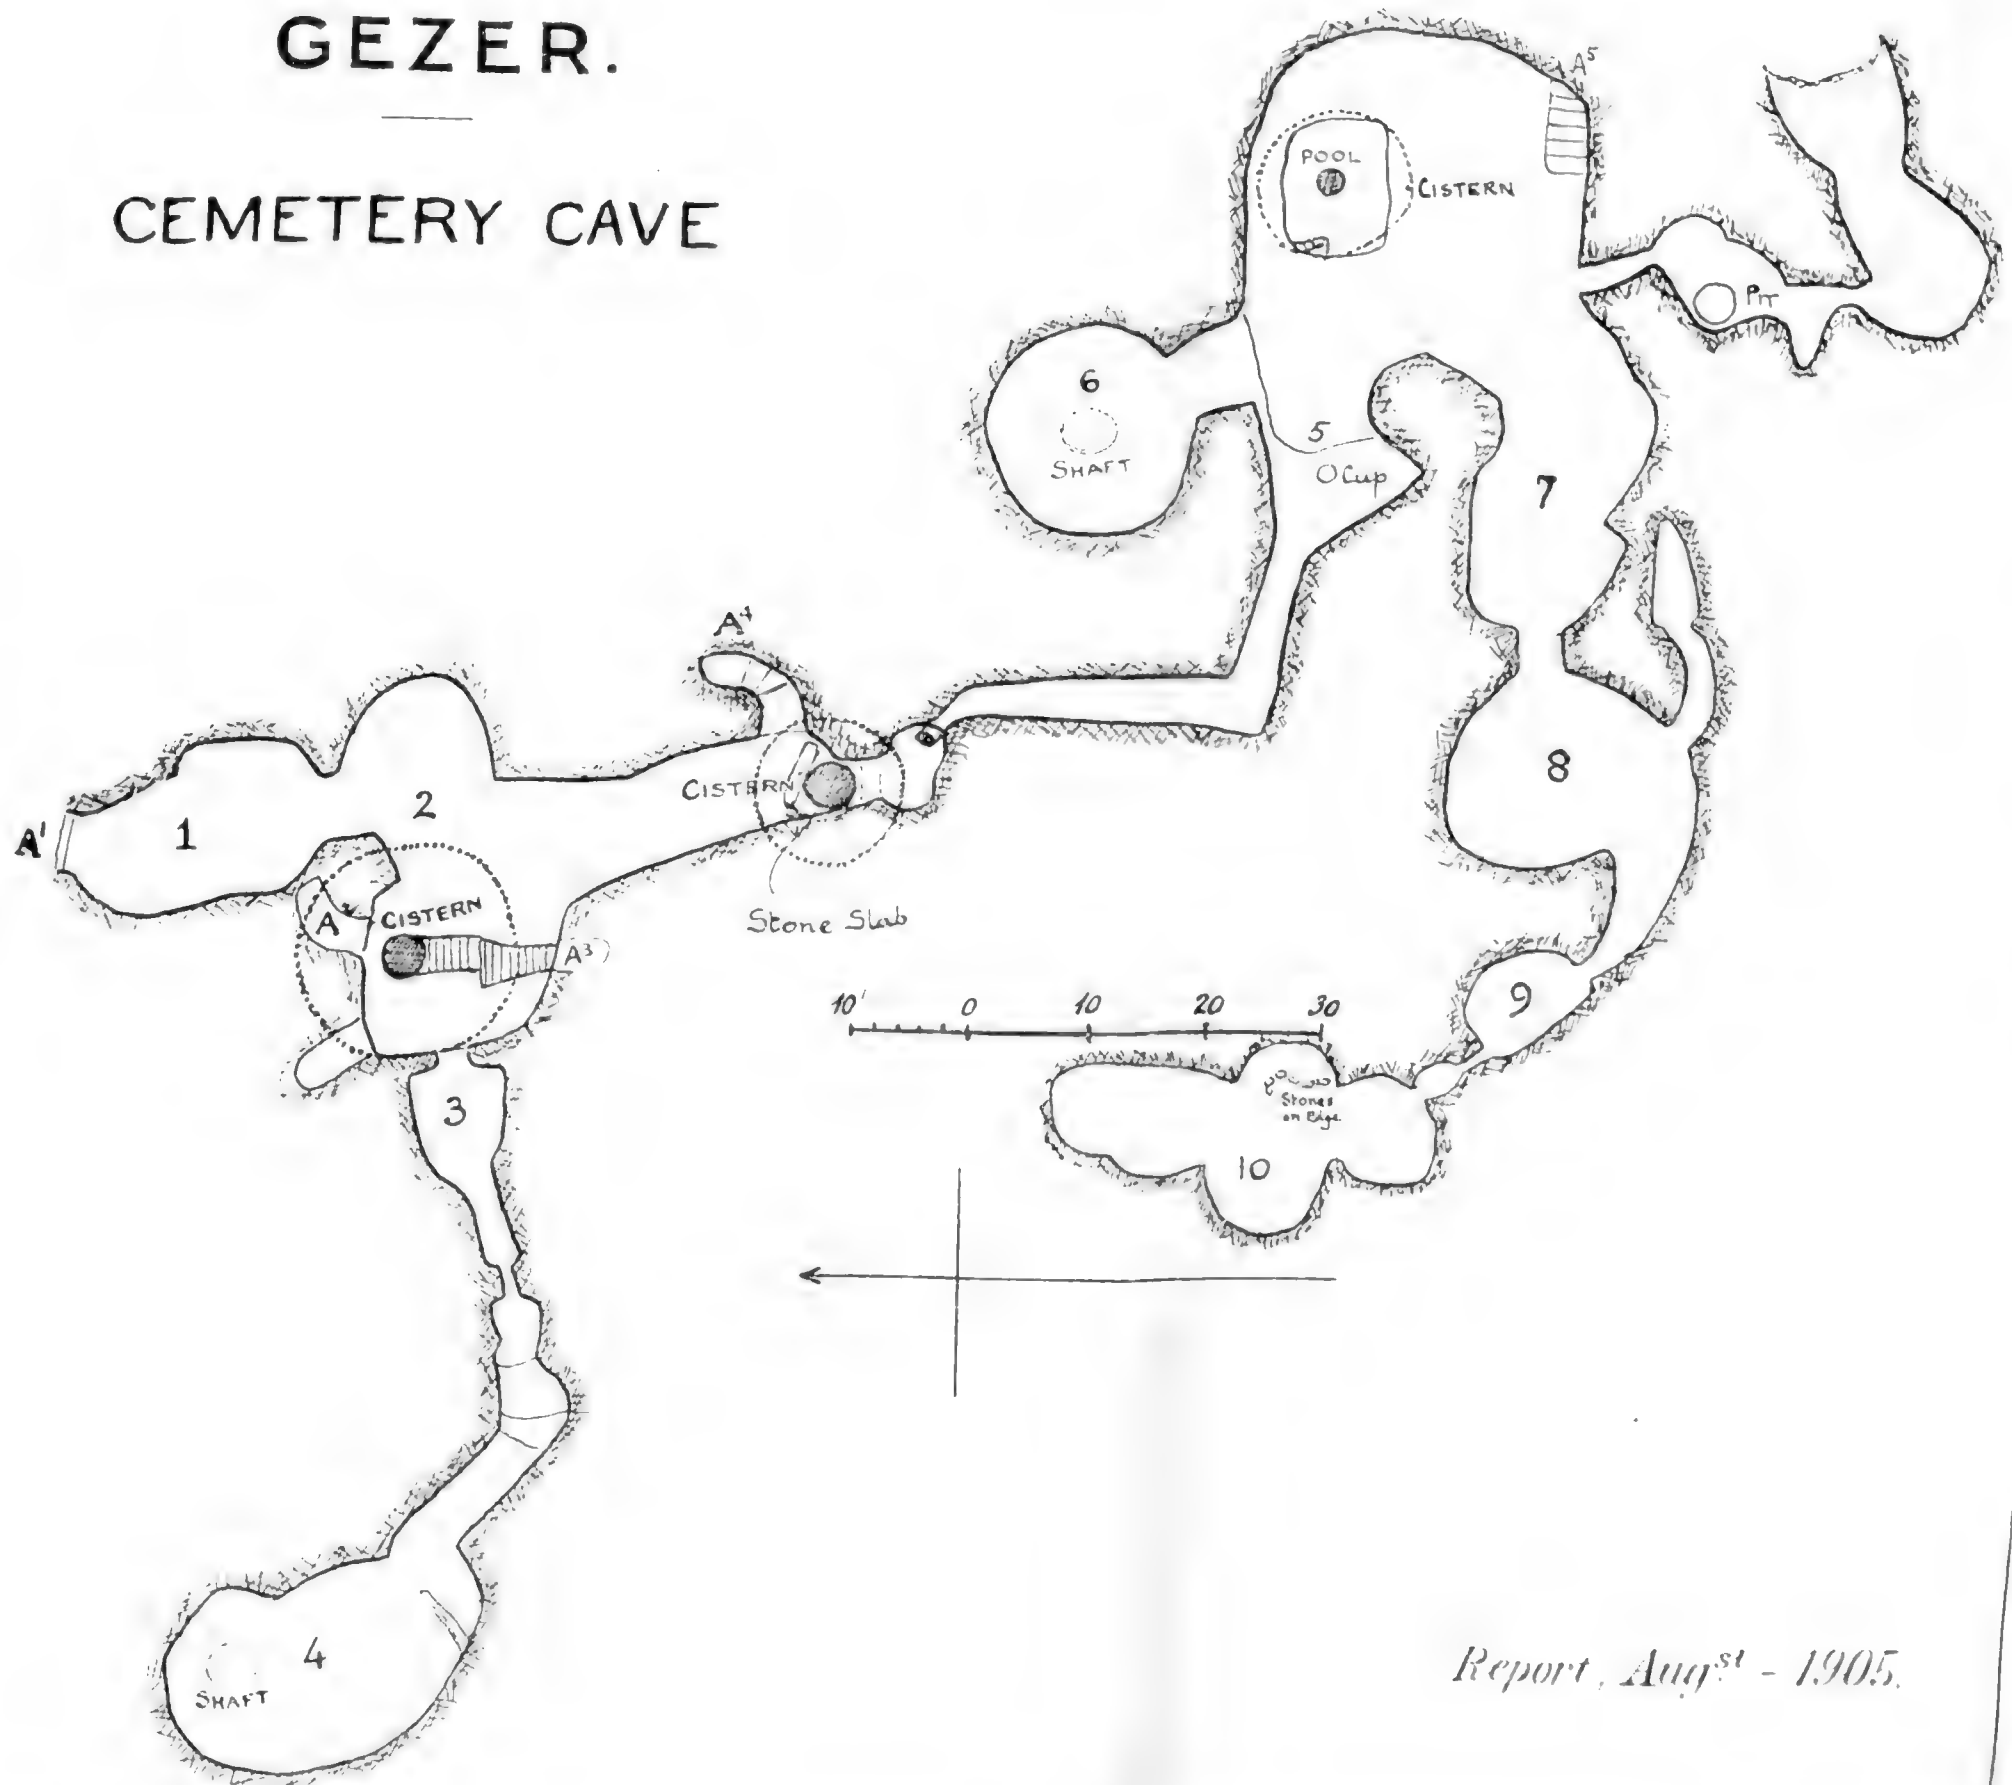 GEZER.
CEMETERY CAVE
A⁵
POOL
CISTERN
PIT
6
SHAFT
5
O Cup
7
A⁴
CISTERN
8
2
1
A¹
CISTERN
A
A³
Stone Slab
9
10' 0 10 20 30
Stones
on Edge
3
10
4
SHAFT
Report, Augˢᵗ - 1905.